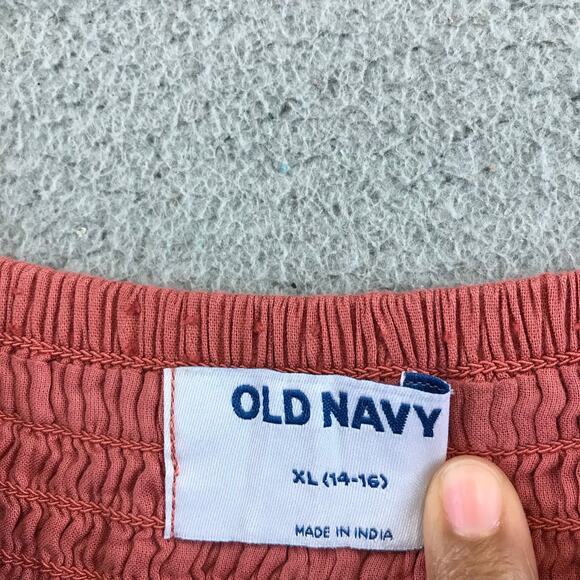 OLD NAVY
XL (14-16)
MADE IN INDIA